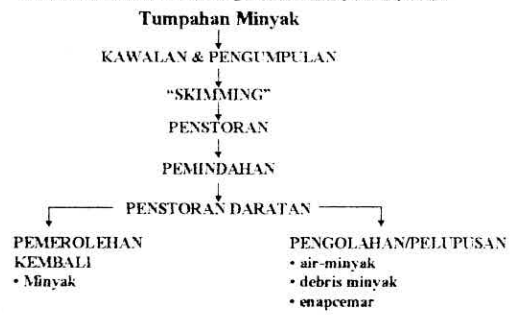 Tumpahan Minyak
KAWALAN & PENGUMPULAN
“SKIMMING”
PENSTORAN
PEMINDAHAN
PENSTORAN DARATAN
PEMEROLEHAN
KEMBALI
• Minyak
PENGOLAHAN/PELUPUSAN
• air-minyak
• debris minyak
• enapcemar